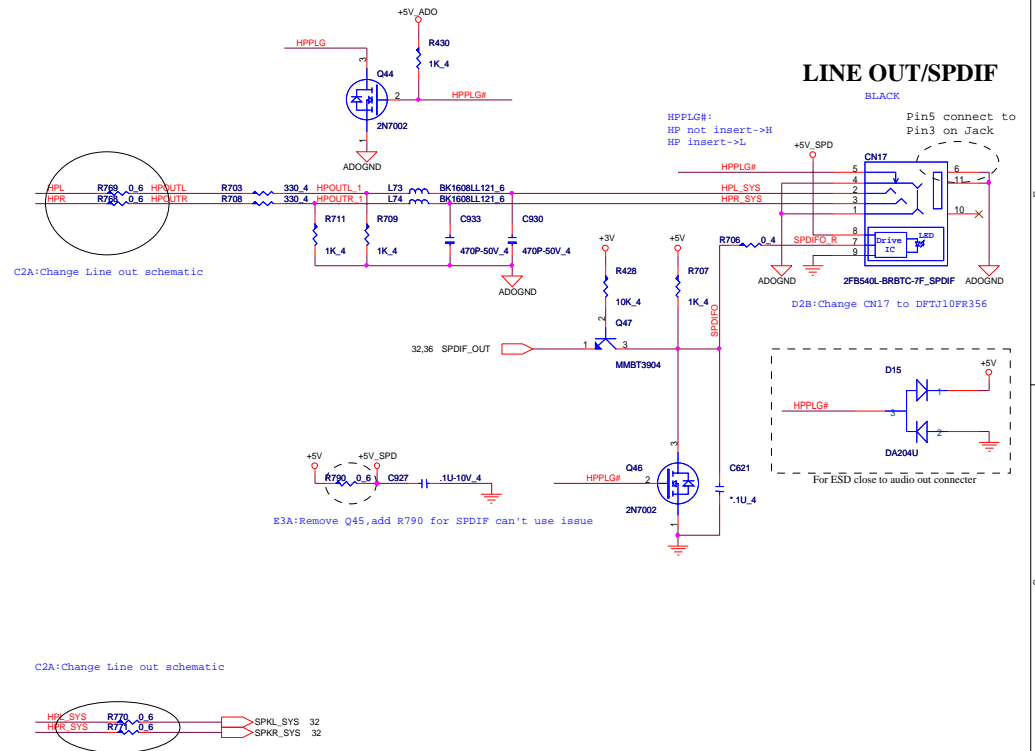 +5V_ADO
HPPLG
R430
1K_4
3
Q44
2
HPPLG#
2N7002
1
ADOGND
LINE OUT/SPDIF
BLACK
HPPLG#:
HP not insert->H
HP insert->L
Pin5 connect to
Pin3 on Jack
+5V_SPD
CN17
HPPLG#
5
4
2
3
1
6
11
10
8
7
9
Drive
IC
LED
HPL
R769
0_6
HPOUTL
R703
330_4
HPOUTL_1
L73
BK1608LL121_6
HPL_SYS
HPR
R768
0_6
HPOUTR
R708
330_4
HPOUTR_1
L74
BK1608LL121_6
HPR_SYS
R711
R709
C933
C930
1K_4
1K_4
470P-50V_4
470P-50V_4
ADOGND
C2A:Change Line out schematic
R706
0_4
SPDIFO_R
ADOGND
2FB540L-BRBTC-7F_SPDIF
ADOGND
D2B:Change CN17 to DFTJ10FR356
+3V
+5V
R428
R707
10K_4
1K_4
SPDIFO
2
Q47
32,36 SPDIF_OUT
1
3
MMBT3904
D15
+5V
1
HPPLG#
3
2
DA204U
For ESD close to audio out connecter
+5V
+5V_SPD
R790
0_6
C927
.1U-10V_4
E3A:Remove Q45,add R790 for SPDIF can't use issue
3
Q46
C621
HPPLG#
2
2N7002
*.1U_4
1
C2A:Change Line out schematic
HPL_SYS
R770
0_6
SPKL_SYS 32
HPR_SYS
R771
0_6
SPKR_SYS 32